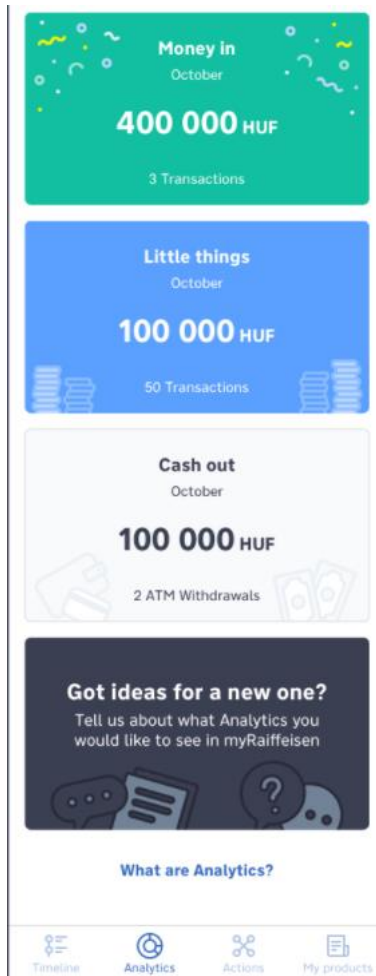 Money in
October
400 000 HUF
3 Transactions
Little things
October
100 000 HUF
50 Transactions
Cash out
October
100 000 HUF
2 ATM Withdrawals
Got ideas for a new one?
Tell us about what Analytics you
would like to see in myRaiffeisen
What are Analytics?
Timeline Analytics Actions My products